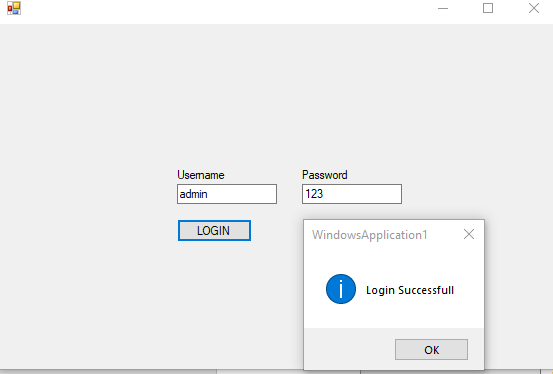 Username
Password
admin
123
LOGIN
WindowsApplication1
Login Successfull
OK